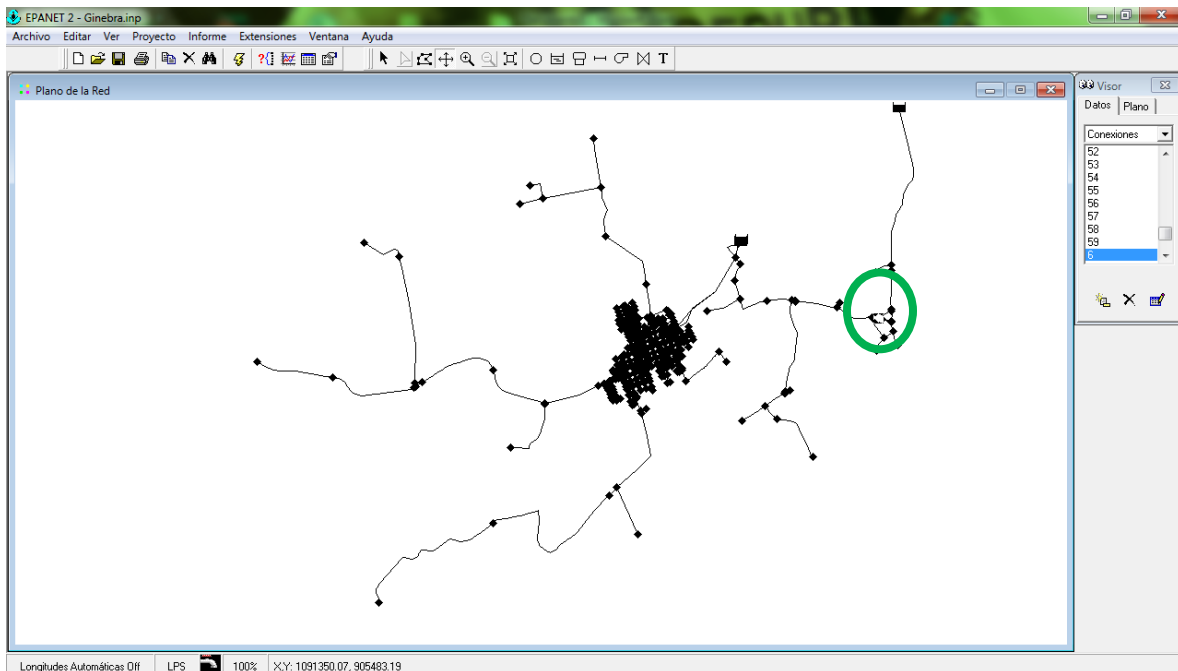 EPANET 2 - Ginebra.inp
Archivo Editar Ver Proyecto Informe Extensiones Ventana Ayuda
T
Plano de la Red
Visor
Datos Plano
Conexiones
52
53
54
55
56
57
58
59
6
Longitudes Automáticas Off LPS 100% X,Y: 1091350.07, 905483.19